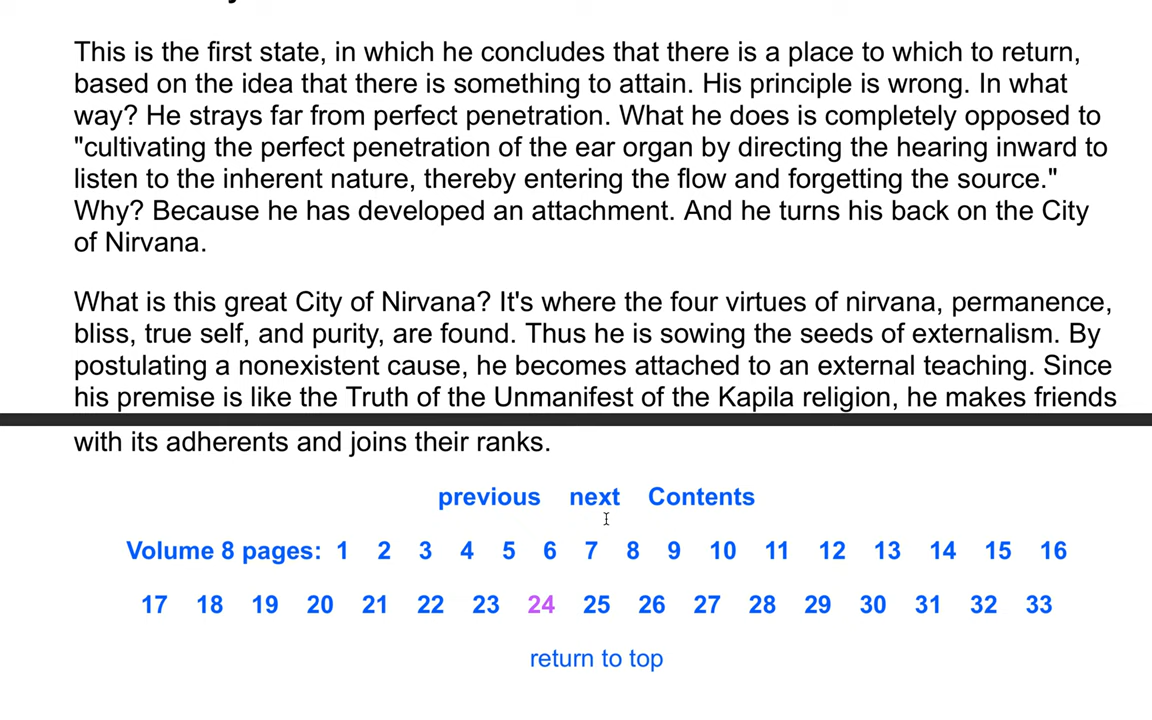 This is the first state, in which he concludes that there is a place to which to return,
based on the idea that there is something to attain. His principle is wrong. In what
way? He strays far from perfect penetration. What he does is completely opposed to
"cultivating the perfect penetration of the ear organ by directing the hearing inward to
listen to the inherent nature, thereby entering the flow and forgetting the source."
Why? Because he has developed an attachment. And he turns his back on the City
of Nirvana.
What is this great City of Nirvana? It's where the four virtues of nirvana, permanence,
bliss, true self, and purity, are found. Thus he is sowing the seeds of externalism. By
postulating a nonexistent cause, he becomes attached to an external teaching. Since
his premise is like the Truth of the Unmanifest of the Kapila religion, he makes friends
with its adherents and joins their ranks.
previous next Contents
Volume 8 pages: 1 2 3 4 5 6 7 8 9 10 11 12 13 14 15 16
17 18 19 20 21 22 23 24 25 26 27 28 29 30 31 32 33
return to top